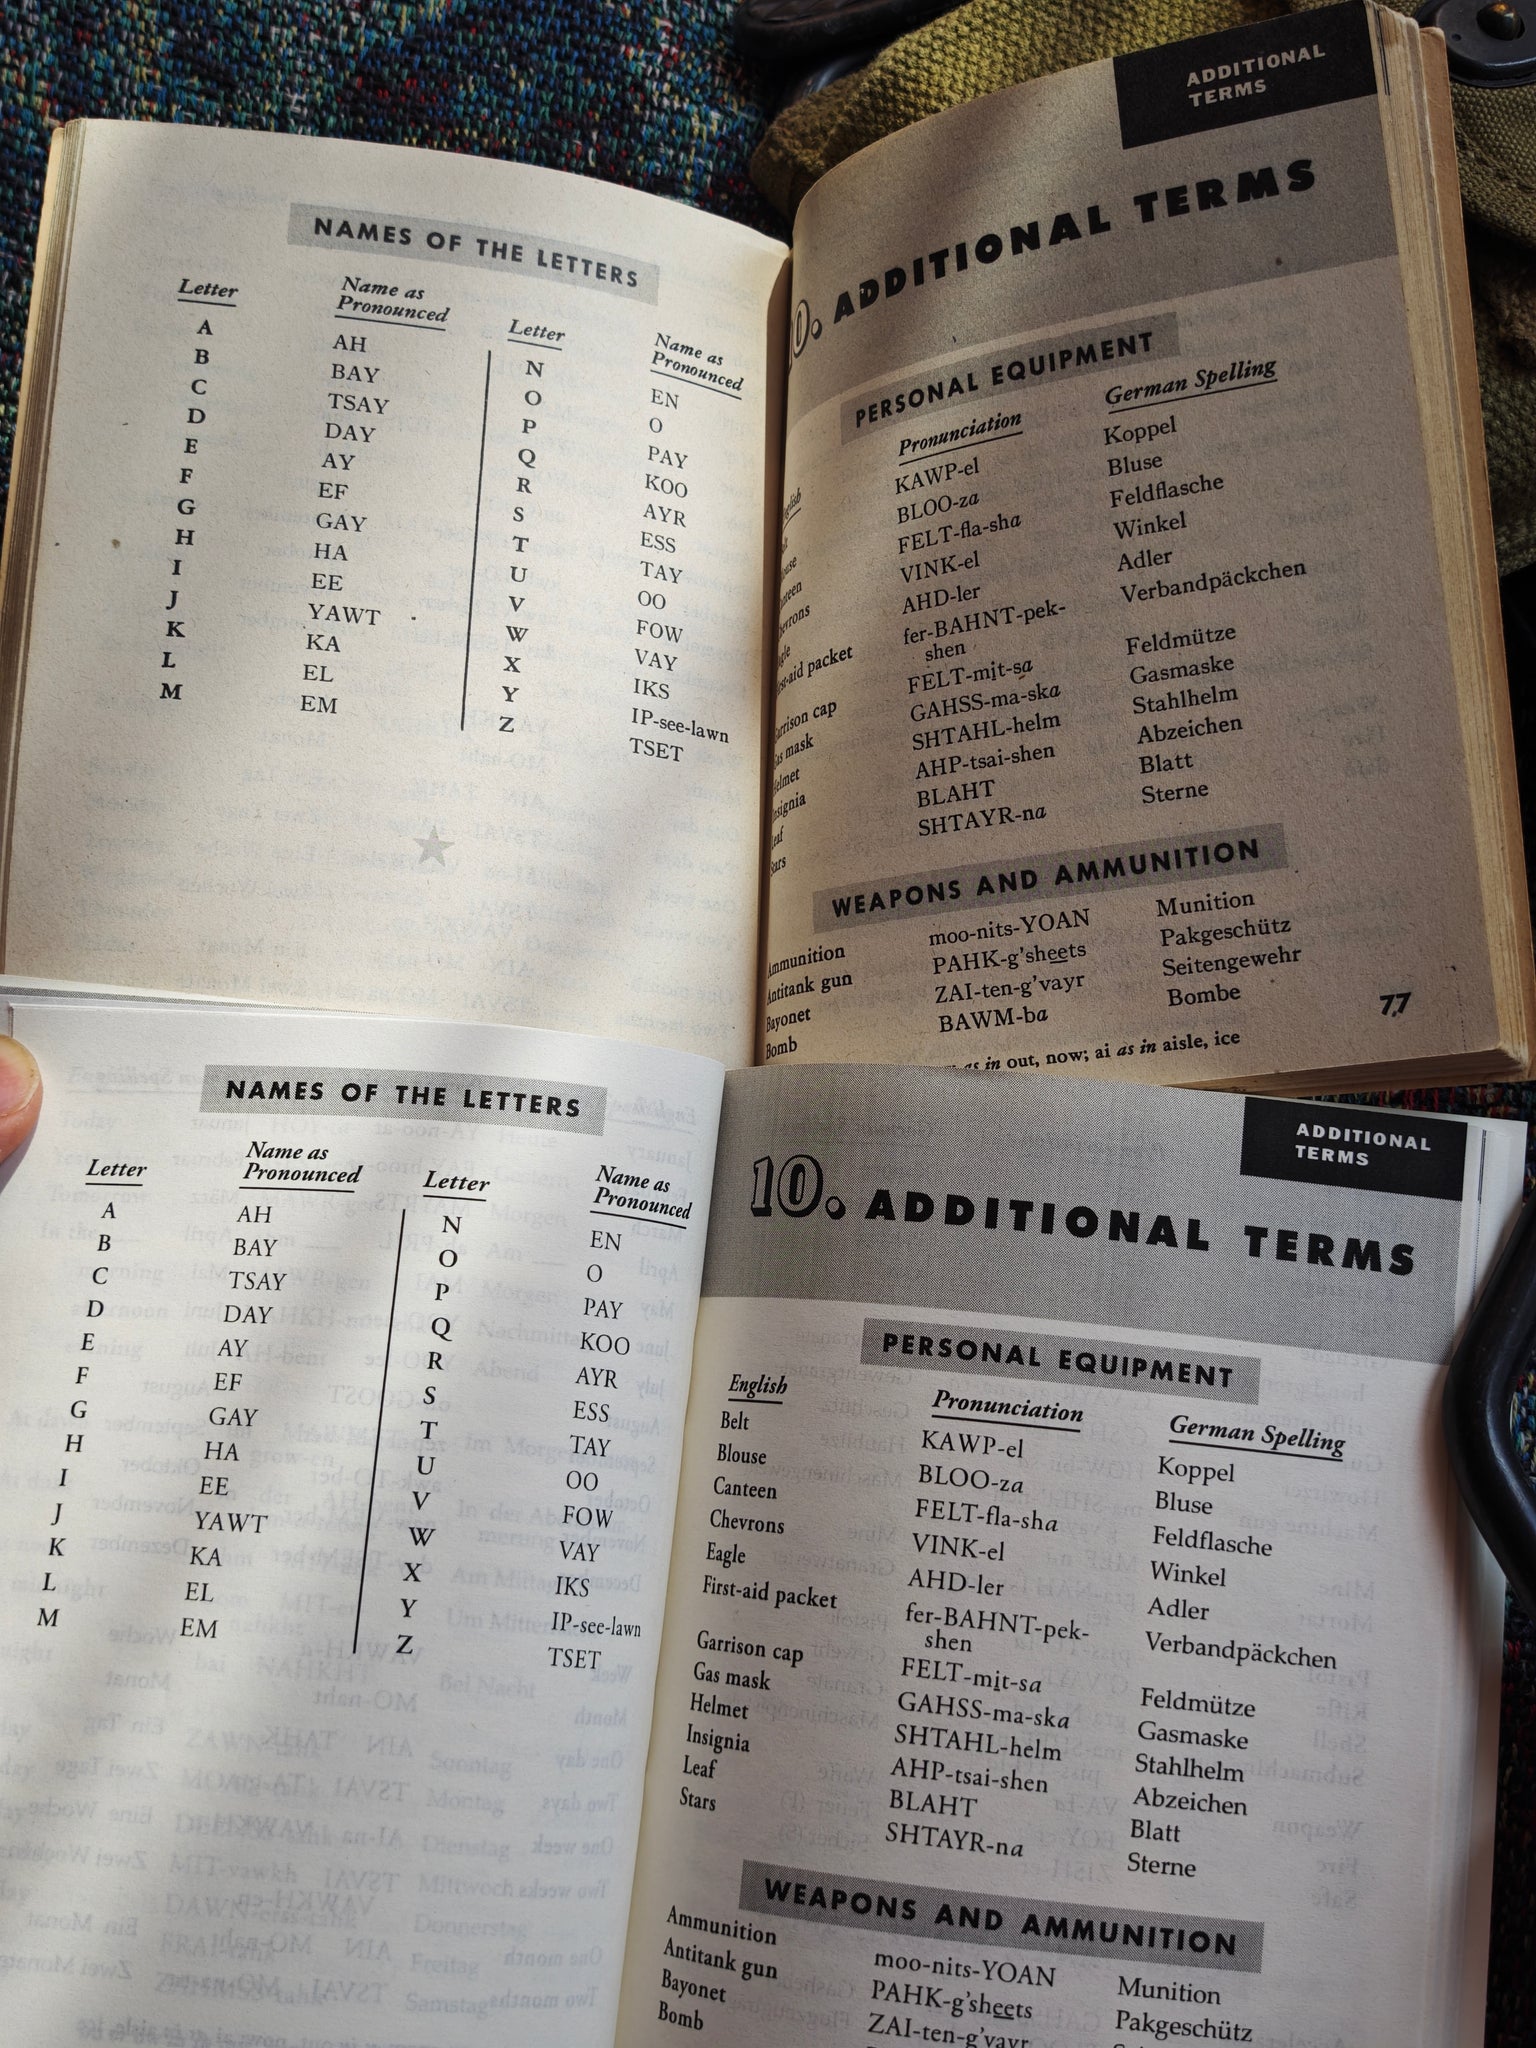 NAMES OF THE LETTERS
Letter Name as Pronounced Letter Name as Pronounced
A AH N EN
B BAY O O
C TSAY P PAY
D DAY Q KOO
E AY R AYR
F EF S ESS
G GAY T TAY
H HA U OO
I EE V FOW
J YAWT W VAY
K KA X IKS
L EL Y IP-see-lawn
M EM Z TSET
ADDITIONAL
TERMS
ADDITIONAL TERMS
PERSONAL EQUIPMENT
Pronunciation German Spelling
KAWP-el Koppel
BLOO-za Bluse
FELT-fla-sha Feldflasche
VINK-el Winkel
AHD-ler Adler
fer-BAHNT-pek- Verbandpäckchen
shen
FELT-mit-sa Feldmütze
Gas mask GAHSS-ma-ska Gasmaske
Helmet SHTAHL-helm Stahlhelm
Insignia AHP-tsai-shen Abzeichen
Leaf BLAHT Blatt
Stars SHTAYR-na Sterne
WEAPONS AND AMMUNITION
Ammunition moo-nits-YOAN Munition
Antitank gun PAHK-g'sheets Pakgeschütz
Bayonet ZAI-ten-g'vayr Seitengewehr
Bomb BAWM-ba Bombe
as in out, now; ai as in aisle, ice
77
NAMES OF THE LETTERS
Letter Name as Pronounced Letter Name as Pronounced
A AH N EN
B BAY O O
C TSAY P PAY
D DAY Q KOO
E AY R AYR
F EF S ESS
G GAY T TAY
H HA U OO
I EE V FOW
J YAWT W VAY
K KA X IKS
L EL Y IP-see-lawn
M EM Z TSET
ADDITIONAL
TERMS
10. ADDITIONAL TERMS
PERSONAL EQUIPMENT
English Pronunciation German Spelling
Belt KAWP-el Koppel
Blouse BLOO-za Bluse
Canteen FELT-fla-sha Feldflasche
Chevrons VINK-el Winkel
Eagle AHD-ler Adler
First-aid packet fer-BAHNT-pek- Verbandpäckchen
shen
Garrison cap FELT-mit-sa Feldmütze
Gas mask GAHSS-ma-ska Gasmaske
Helmet SHTAHL-helm Stahlhelm
Insignia AHP-tsai-shen Abzeichen
Leaf BLAHT Blatt
Stars SHTAYR-na Sterne
WEAPONS AND AMMUNITION
Ammunition moo-nits-YOAN Munition
Antitank gun PAHK-g'sheets Pakgeschütz
Bayonet ZAI-ten-g'vayr
Bomb